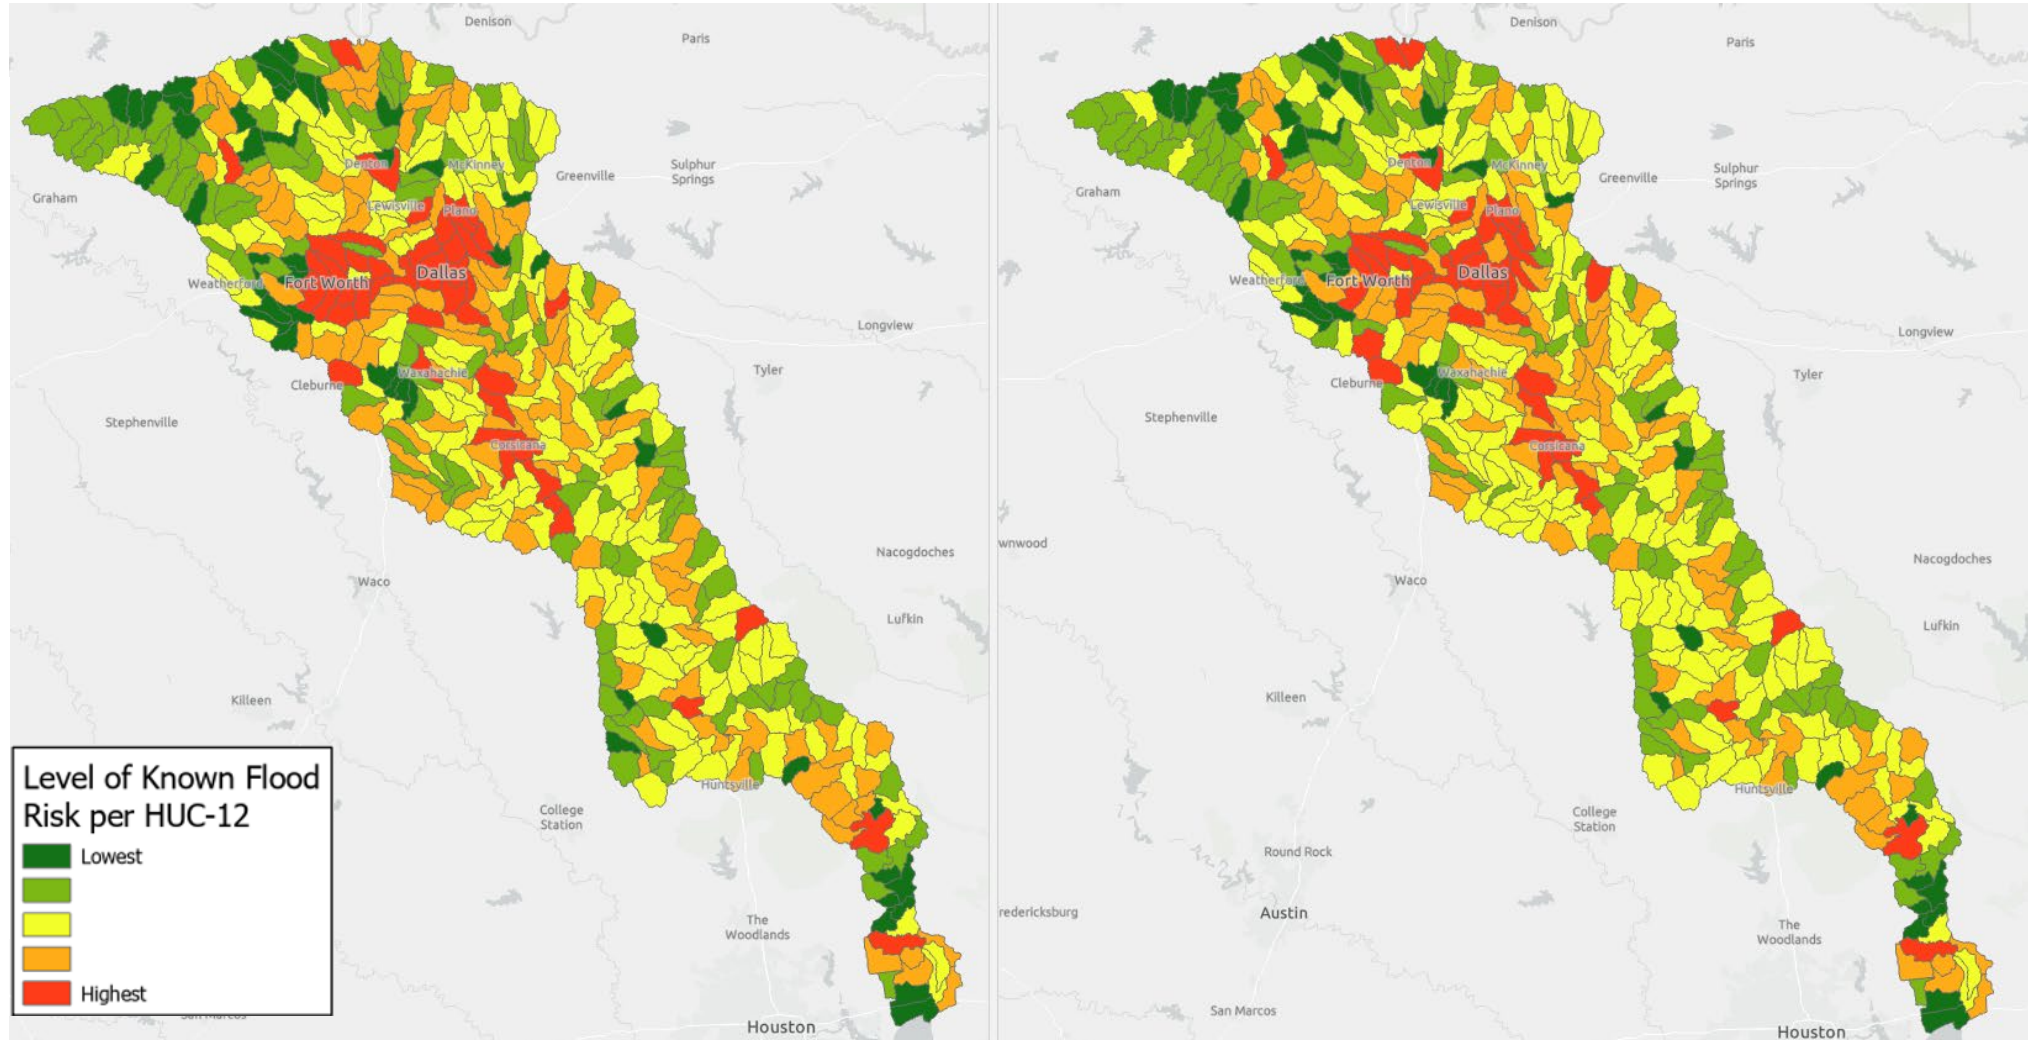 Denison
Paris
Denton
McKinney
Greenville
Sulphur
Springs
Graham
Lewisville
Plano
Dallas
Weatherford
Fort Worth
Longview
Tyler
Waxahachie
Cleburne
Stephenville
Corsicana
Nacogdoches
Waco
Lufkin
Killeen
Huntsville
College
Station
The
Woodlands
Houston
San Marcos
Level of Known Flood
Risk per HUC-12
Lowest
Highest
Denison
Paris
Denton
McKinney
Greenville
Sulphur
Springs
Graham
Lewisville
Plano
Dallas
Weatherford
Fort Worth
Longview
Tyler
Waxahachie
Cleburne
Stephenville
Corsicana
wnwood
Nacogdoches
Waco
Lufkin
Killeen
Huntsville
College
Station
Round Rock
redericksburg
Austin
The
Woodlands
San Marcos
Houston